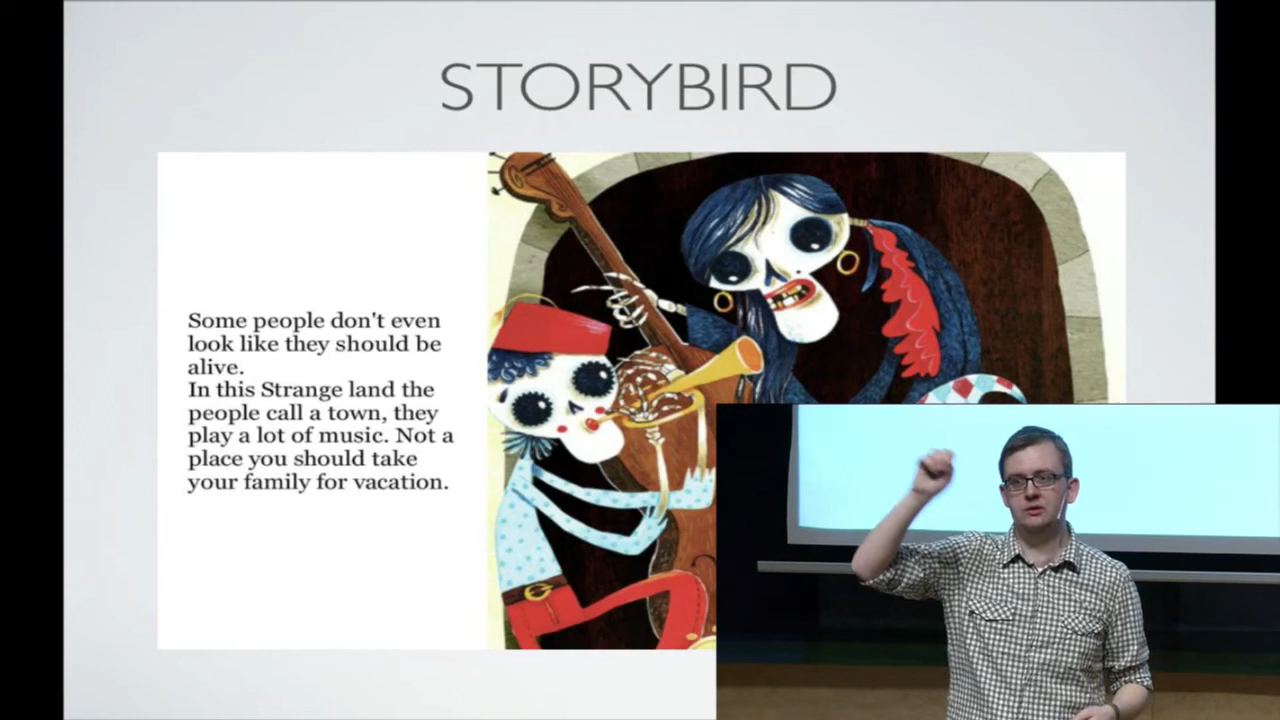 STORYBIRD
Some people don't even
look like they should be
alive.
In this Strange land the
people call a town, they
play a lot of music. Not a
place you should take
your family for vacation.